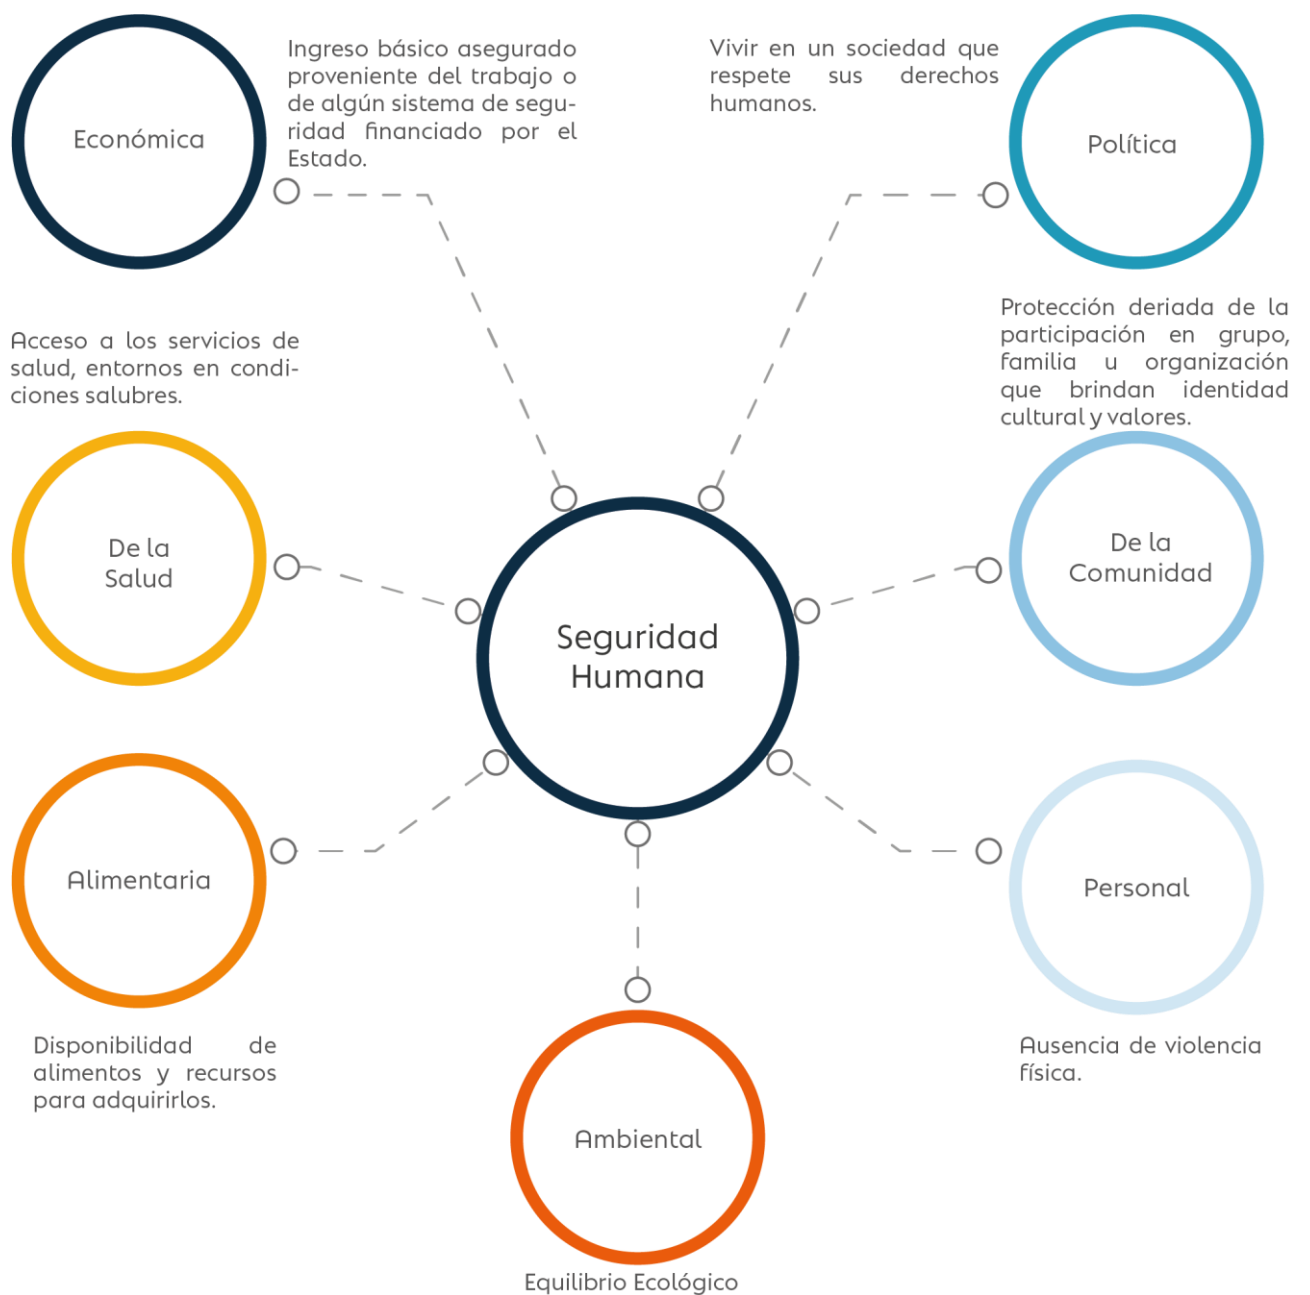 Económica
Ingreso básico asegurado
proveniente del trabajo o
de algún sistema de segu-
ridad financiado por el
Estado.
Vivir en un sociedad que
respete sus derechos
humanos.
Política
Acceso a los servicios de
salud, entornos en condi-
ciones salubres.
De la
Salud
Protección deriada de la
participación en grupo,
familia u organización
que brindan identidad
cultural y valores.
De la
Comunidad
Seguridad
Humana
Alimentaria
Disponibilidad de
alimentos y recursos
para adquirirlos.
Personal
Ausencia de violencia
física.
Ambiental
Equilibrio Ecológico